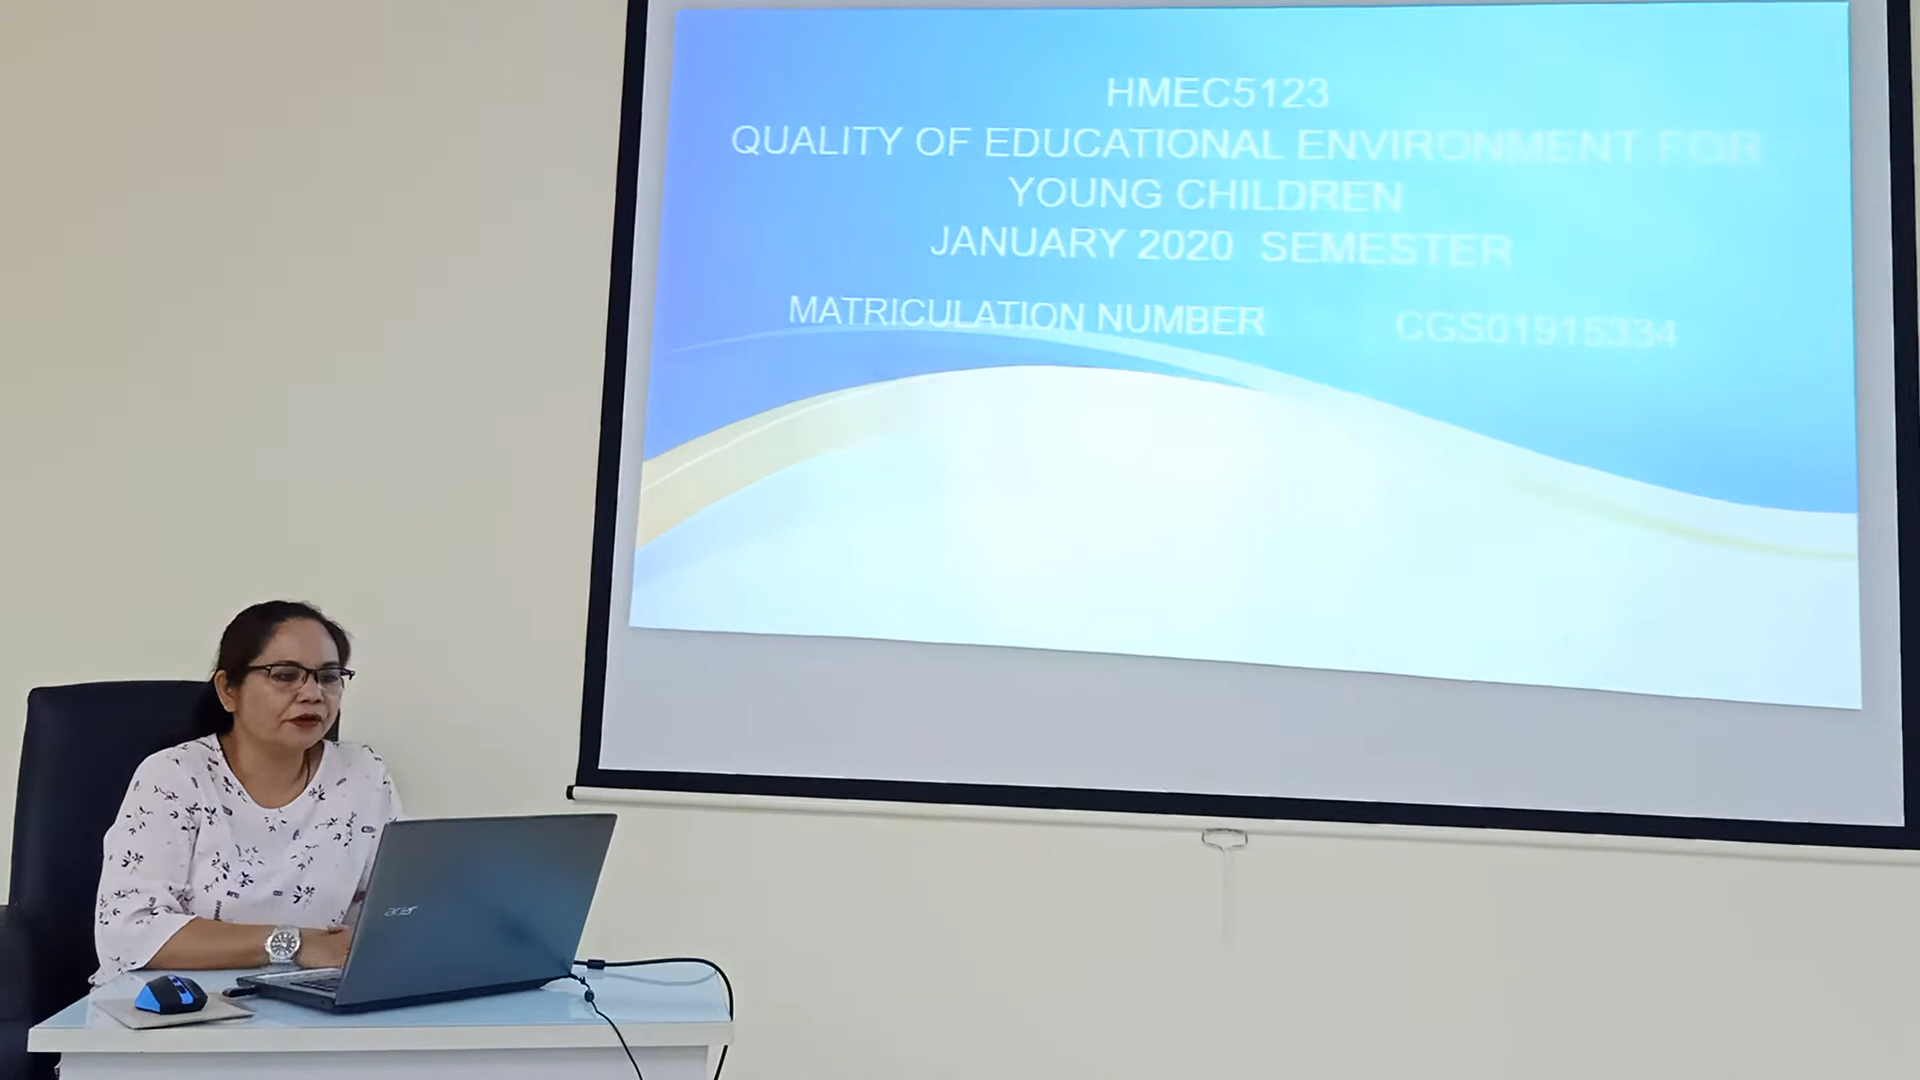 HMEC5123
QUALITY OF EDUCATIONAL ENVIRONMENT FOR
YOUNG CHILDREN
JANUARY 2020 SEMESTER
MATRICULATION NUMBER CGS01915334
acer